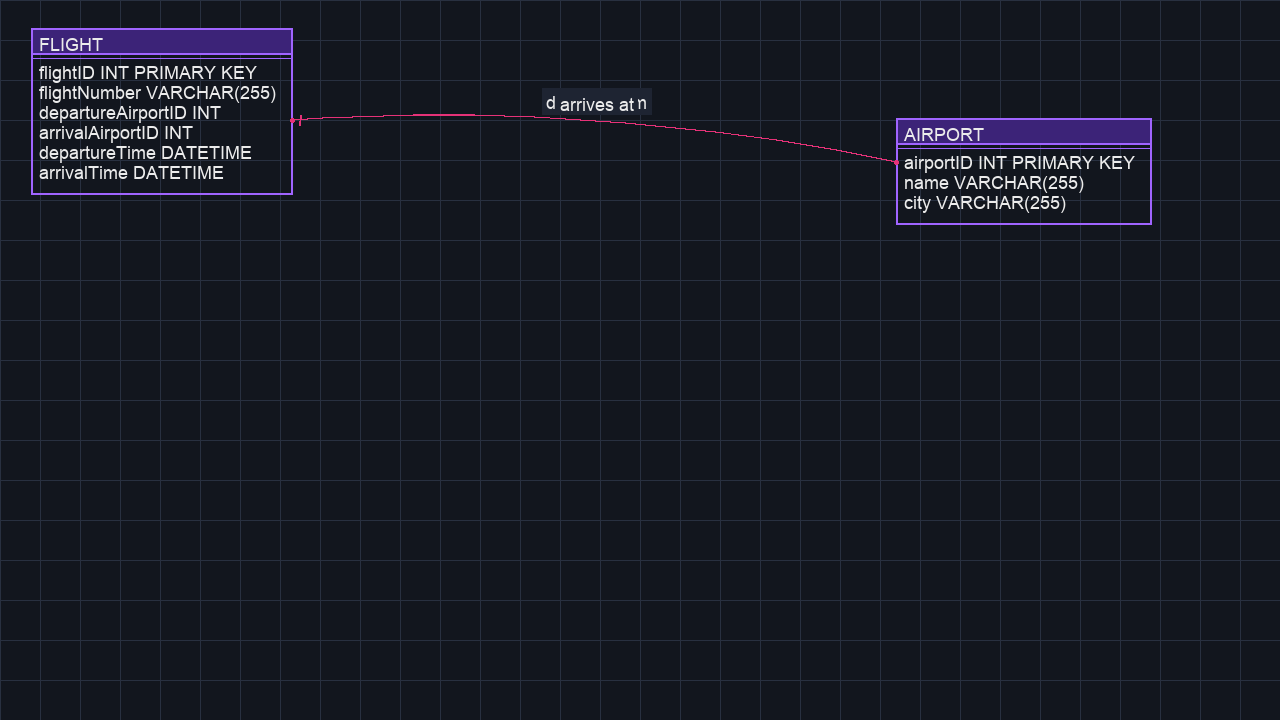 FLIGHT
flightID INT PRIMARY KEY
flightNumber VARCHAR(255)
departureAirportID INT
arrivalAirportID INT
departureTime DATETIME
arrivalTime DATETIME
arrives at
AIRPORT
airportID INT PRIMARY KEY
name VARCHAR(255)
city VARCHAR(255)